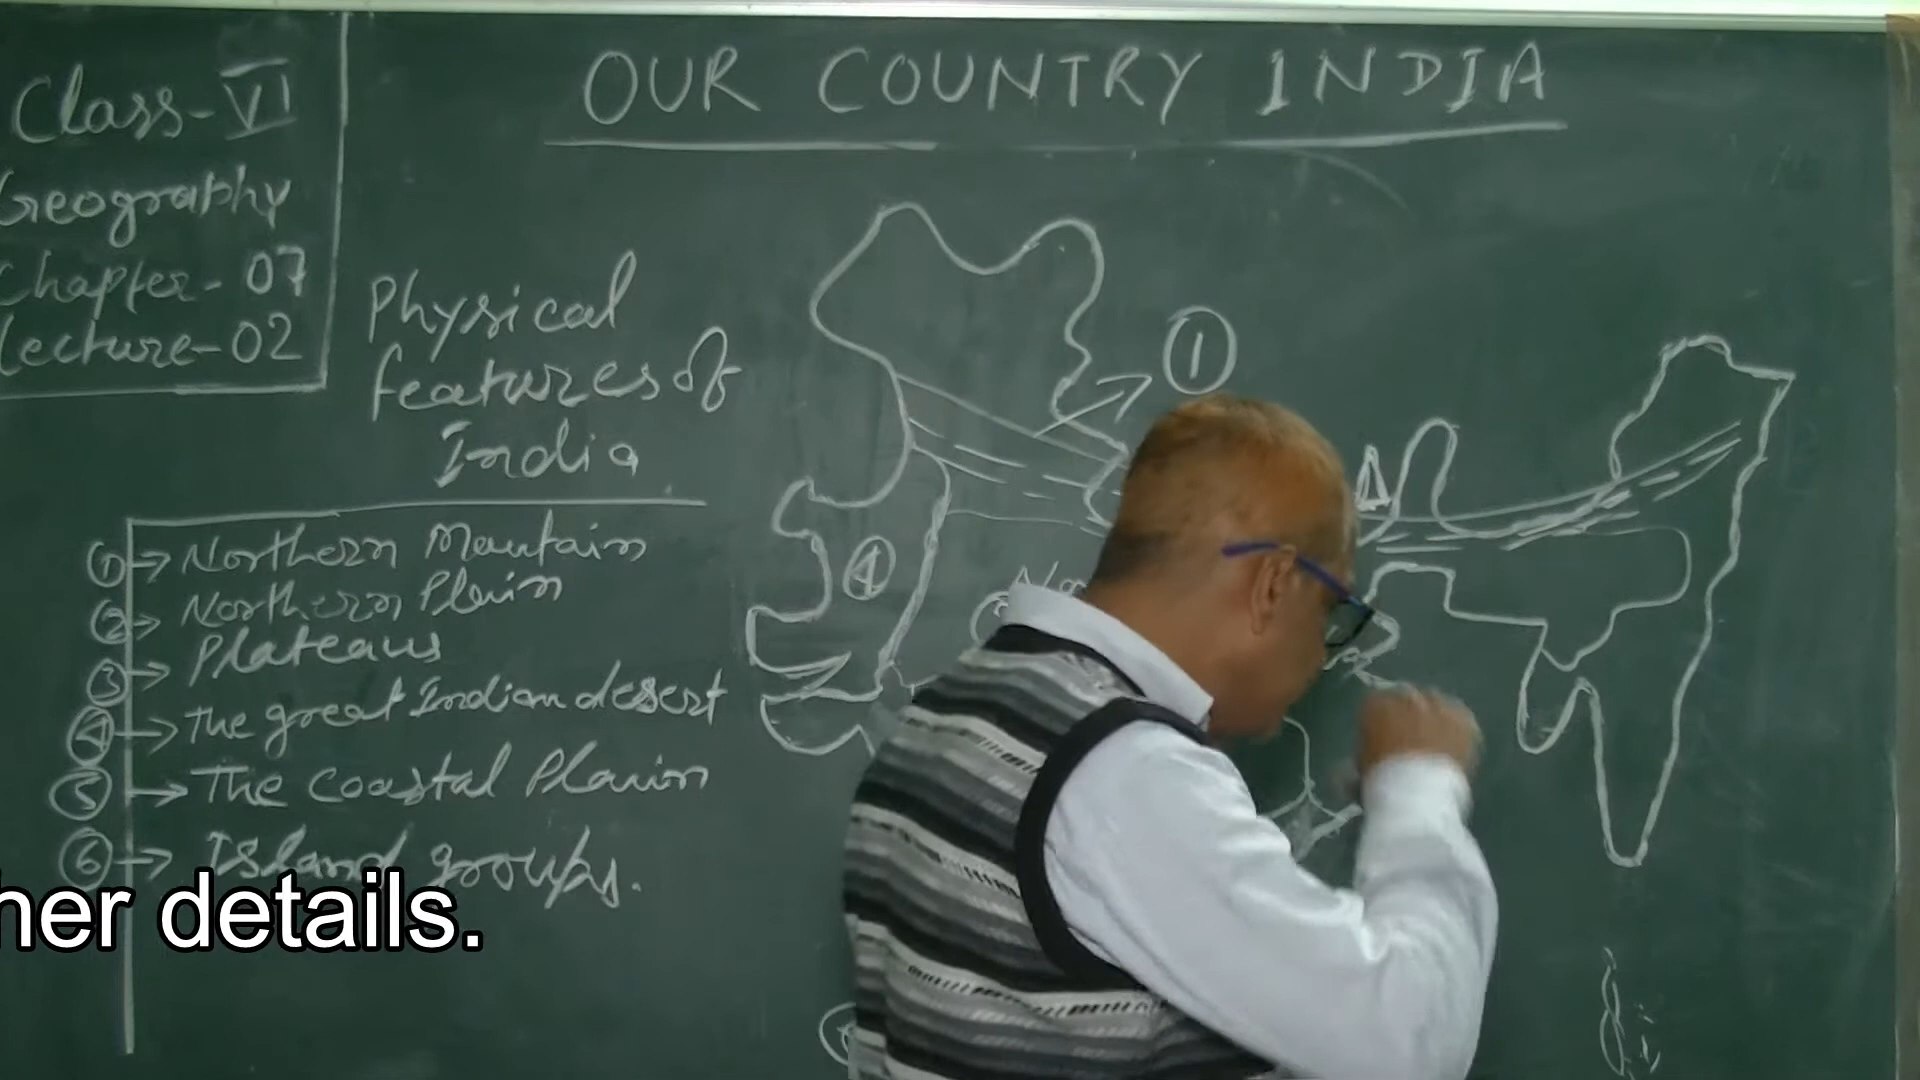 OUR COUNTRY INDIA
Class-VI
Geography
Chapter-07
Lecture-02
Physical
features of
India
① → Northern Mountain
② → Northern Plain
③ → Plateaus
④ → The great Indian desert
⑤ → The Coastal Plain
⑥ → Island groups.
①
④
her details.